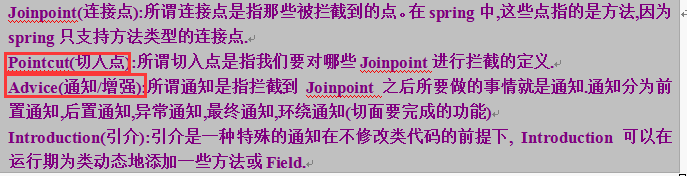 Joinpoint(连接点):所谓连接点是指那些被拦截到的点。在 spring 中,这些点指的是方法,因为
spring 只支持方法类型的连接点.
Pointcut(切入点):所谓切入点是指我们要对哪些 Joinpoint 进行拦截的定义.
Advice(通知/增强):所谓通知是指拦截到 Joinpoint 之后所要做的事情就是通知.通知分为前
置通知,后置通知,异常通知,最终通知,环绕通知(切面要完成的功能)
Introduction(引介):引介是一种特殊的通知在不修改类代码的前提下, Introduction 可以在
运行期为类动态地添加一些方法或 Field.